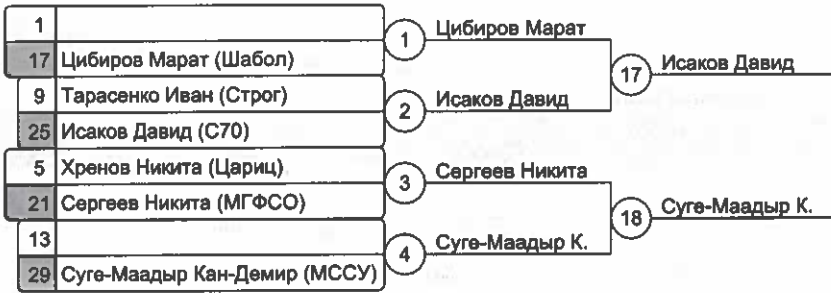 1
17 Цибиров Марат (Шабол)
1 Цибиров Марат
9 Тарасенко Иван (Строг)
25 Исаков Давид (С70)
2 Исаков Давид
17 Исаков Давид
5 Хренов Никита (Цариц)
21 Сергеев Никита (МГФСО)
3 Сергеев Никита
13
29 Суге-Маадыр Кан-Демир (МССУ)
4 Суге-Маадыр К.
18 Суге-Маадыр К.